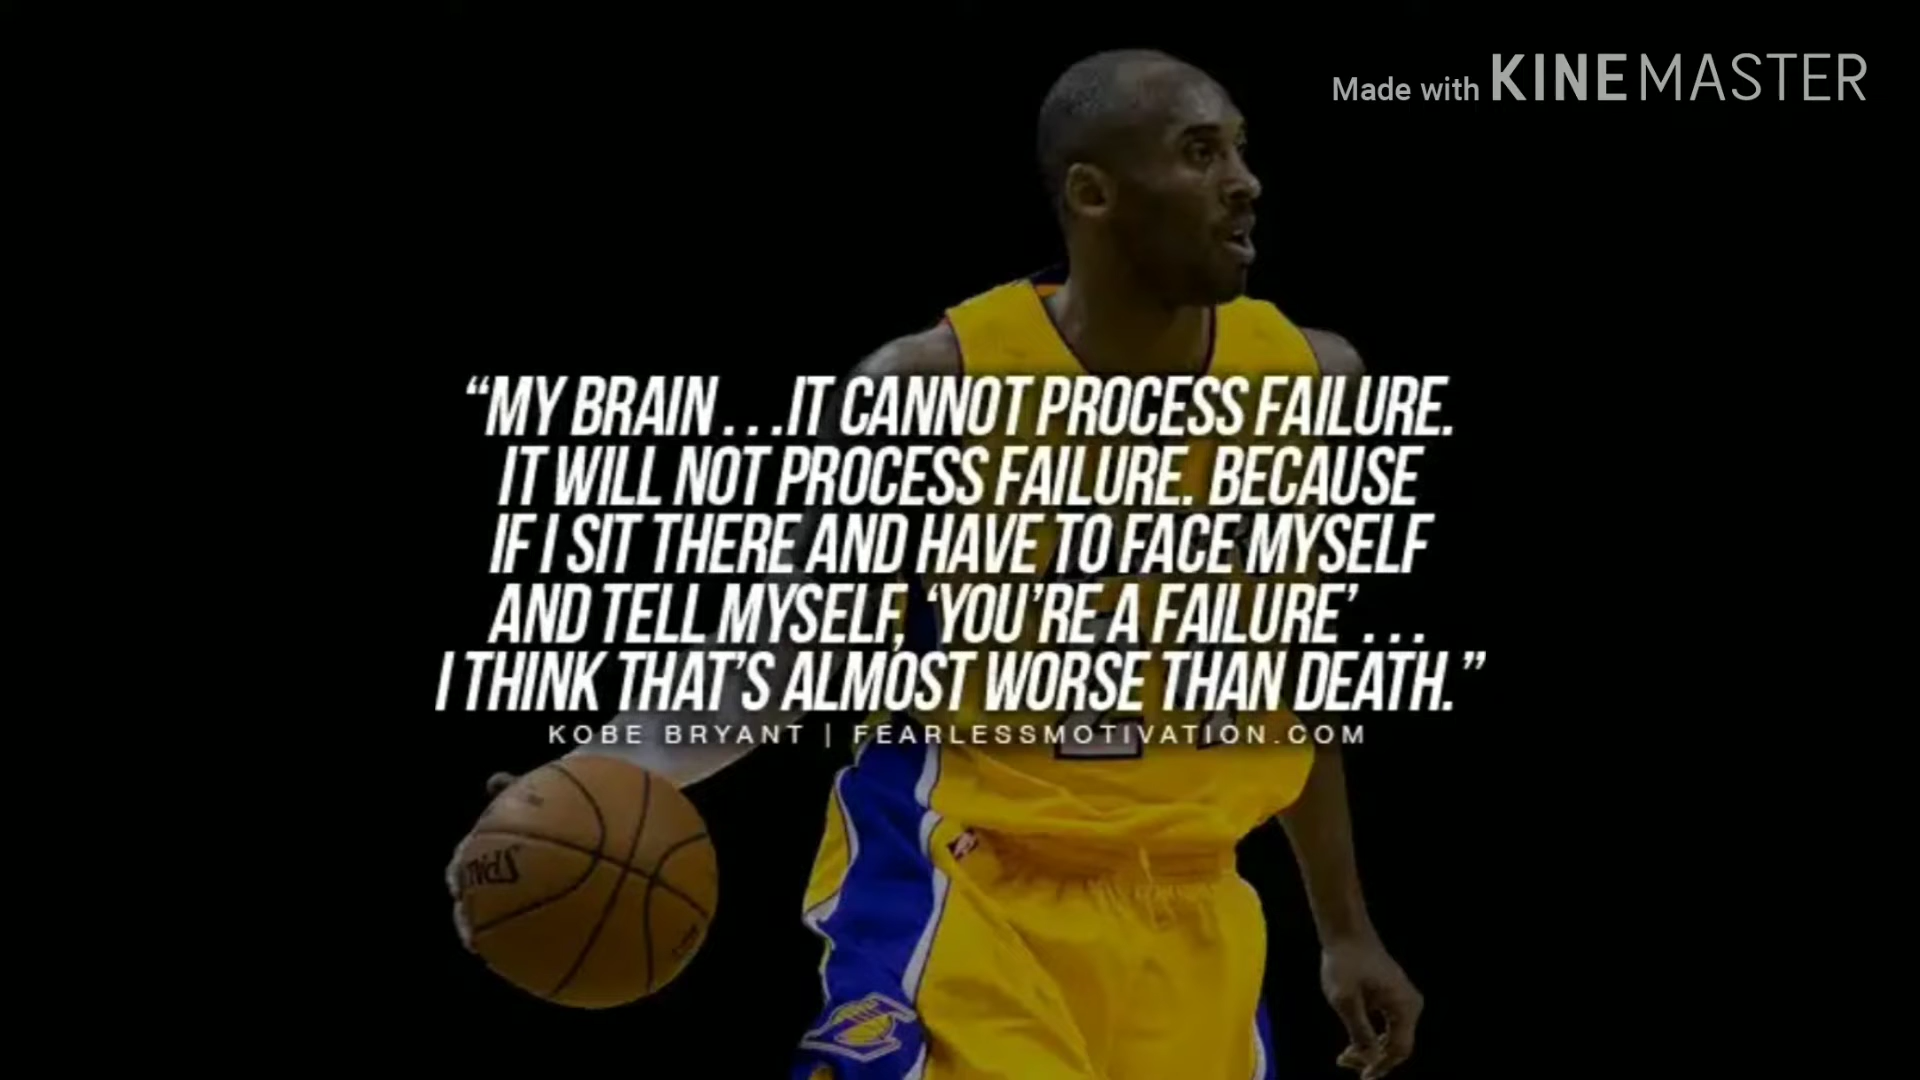 Made with KINEMASTER
“MY BRAIN . . .IT CANNOT PROCESS FAILURE.
IT WILL NOT PROCESS FAILURE. BECAUSE
IF I SIT THERE AND HAVE TO FACE MYSELF
AND TELL MYSELF, ‘YOU’RE A FAILURE’ . . .
I THINK THAT’S ALMOST WORSE THAN DEATH.”
KOBE BRYANT | FEARLESSMOTIVATION.COM
24
SPALDING